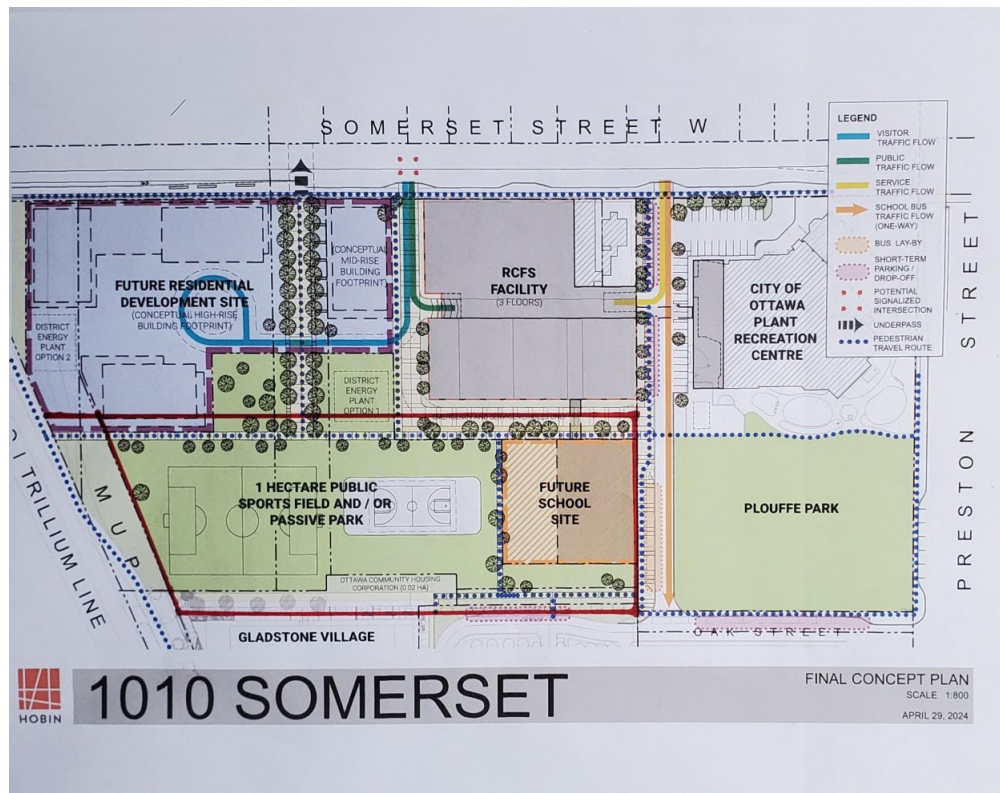 SOMERSET STREET W
LEGEND
VISITOR
TRAFFIC FLOW
PUBLIC
TRAFFIC FLOW
SERVICE
TRAFFIC FLOW
SCHOOL BUS
TRAFFIC FLOW
(ONE-WAY)
BUS LAY-BY
SHORT-TERM
PARKING /
DROP-OFF
POTENTIAL
SIGNALIZED
INTERSECTION
UNDERPASS
PEDESTRIAN
TRAVEL ROUTE
PRESTON STREET
(CONCEPTUAL
MID-RISE
BUILDING
FOOTPRINT)
FUTURE RESIDENTIAL
DEVELOPMENT SITE
(CONCEPTUAL HIGH-RISE
BUILDING FOOTPRINT)
DISTRICT
ENERGY
PLANT
OPTION 2
RCFS
FACILITY
(3 FLOORS)
CITY OF
OTTAWA
PLANT
RECREATION
CENTRE
DISTRICT
ENERGY
PLANT
OPTION 1
TRILLIUM LINE
MUP
1 HECTARE PUBLIC
SPORTS FIELD AND / OR
PASSIVE PARK
FUTURE
SCHOOL
SITE
PLOUFFE PARK
OTTAWA COMMUNITY HOUSING
CORPORATION (0.02 HA)
GLADSTONE VILLAGE
OAK STREET
HOBIN
1010 SOMERSET
FINAL CONCEPT PLAN
SCALE 1:800
APRIL 29, 2024